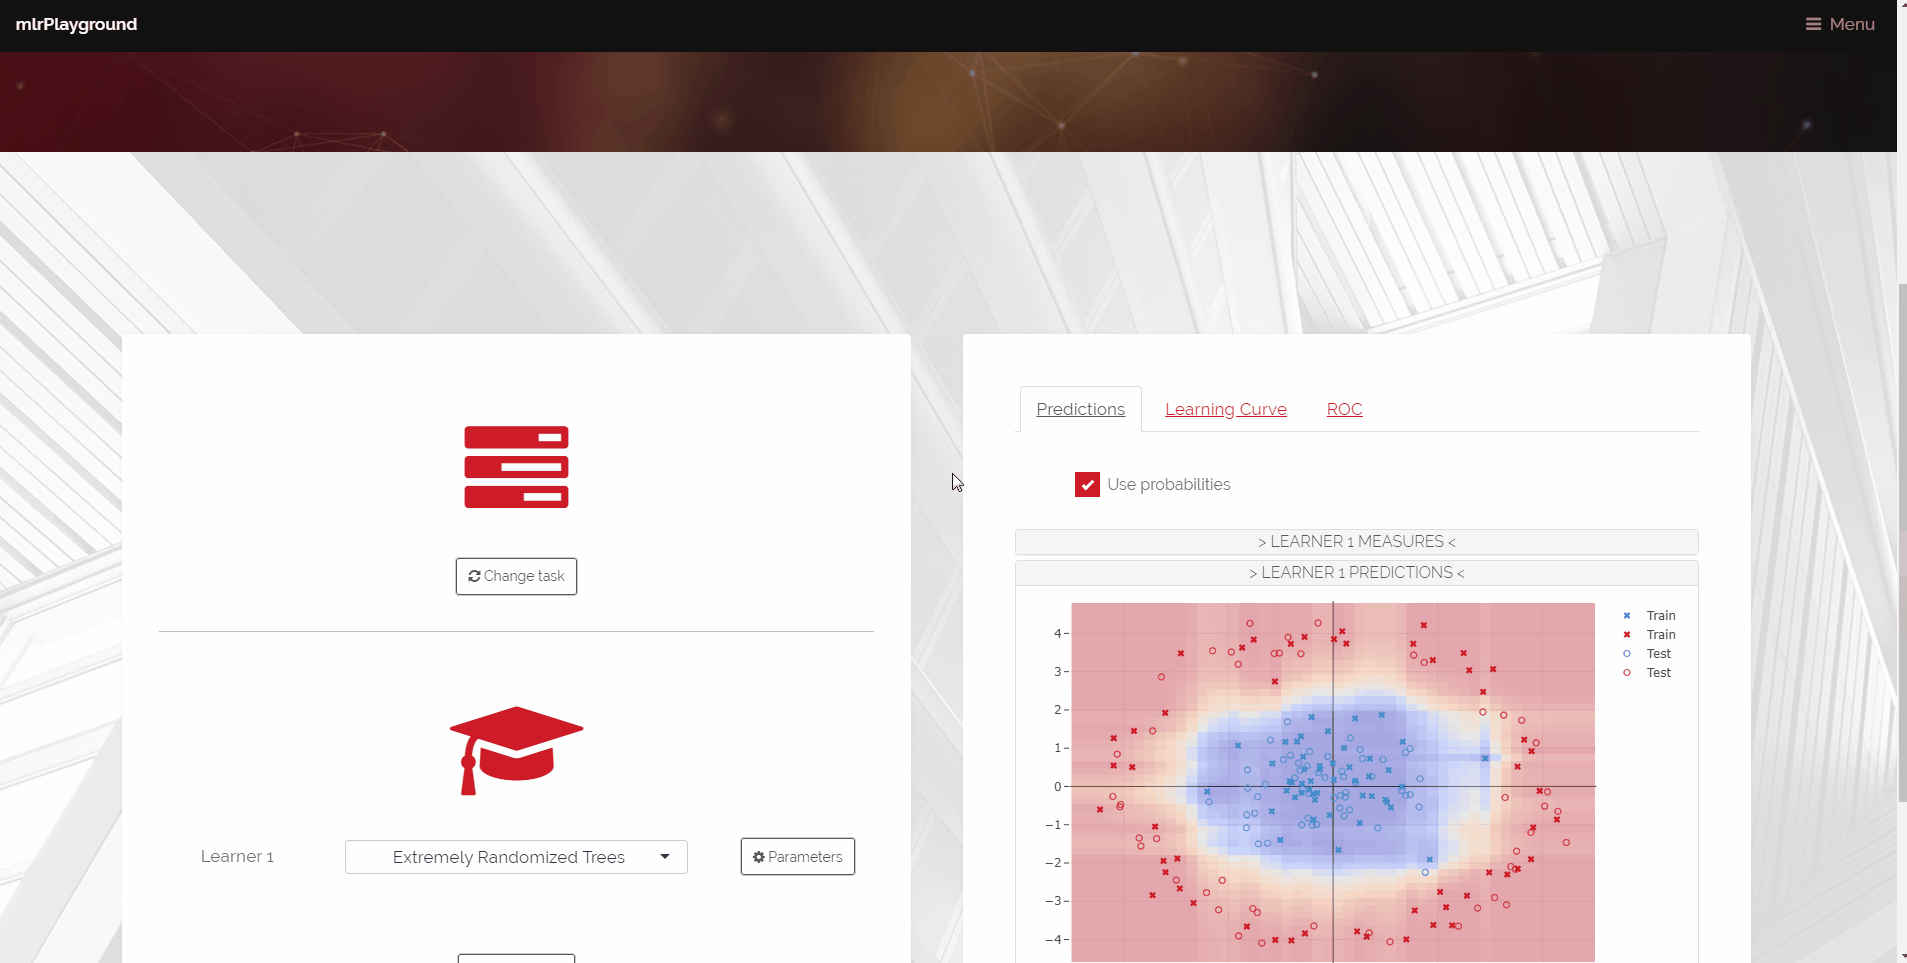 mlrPlayground
Menu
Change task
Learner 1
Extremely Randomized Trees
Parameters
Predictions
Learning Curve
ROC
Use probabilities
> LEARNER 1 MEASURES <
> LEARNER 1 PREDICTIONS <
4
3
2
1
0
−1
−2
−3
−4
Train
Train
Test
Test